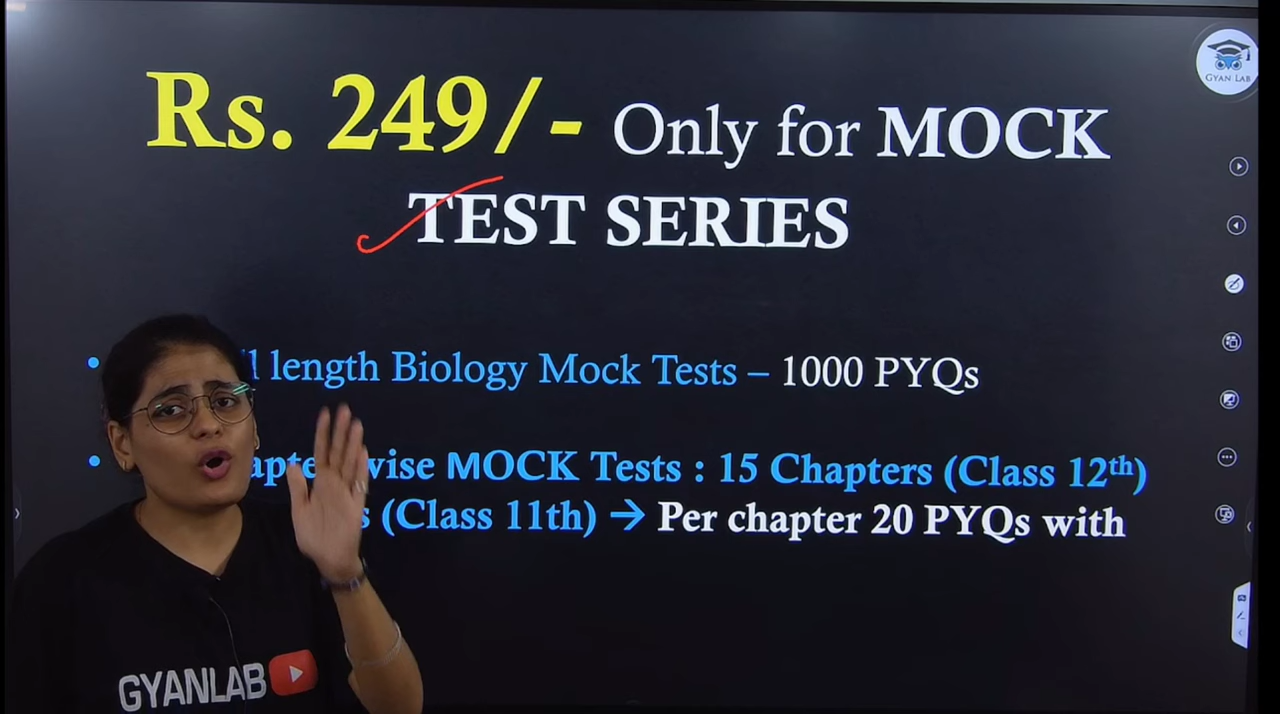 Rs. 249/- Only for MOCK
TEST SERIES
GYAN LAB
length Biology Mock Tests – 1000 PYQs
wise MOCK Tests : 15 Chapters (Class 12th)
(Class 11th) → Per chapter 20 PYQs with
GYANLAB